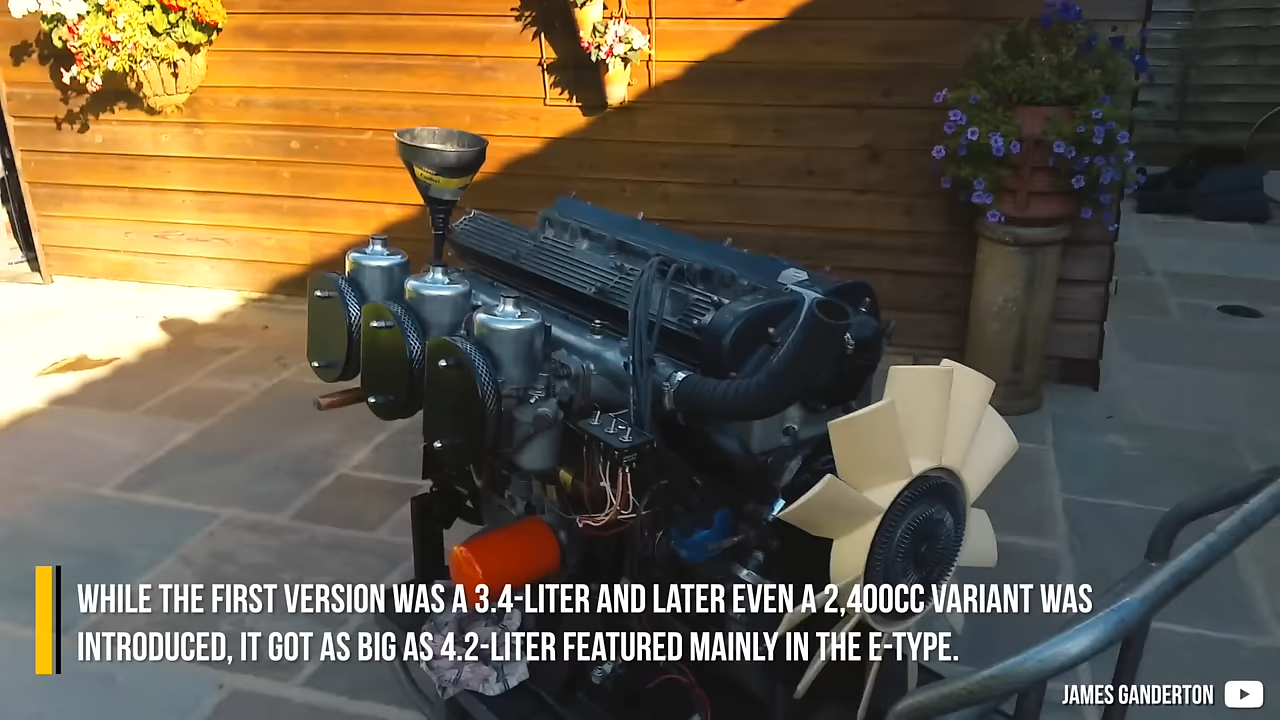 WHILE THE FIRST VERSION WAS A 3.4-LITER AND LATER EVEN A 2,400CC VARIANT WAS
INTRODUCED, IT GOT AS BIG AS 4.2-LITER FEATURED MAINLY IN THE E-TYPE.
JAMES GANDERTON